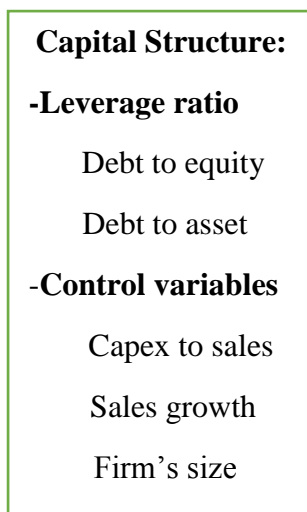 Capital Structure:
-Leverage ratio
Debt to equity
Debt to asset
-Control variables
Capex to sales
Sales growth
Firm’s size